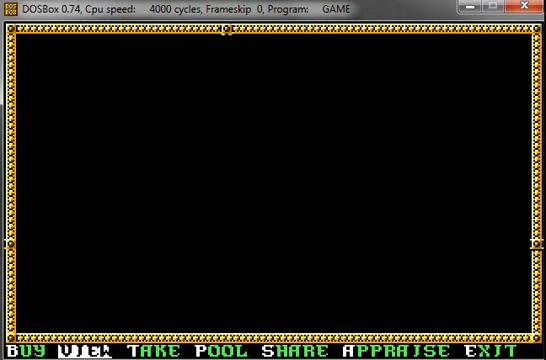 DOSBox 0.74, Cpu speed: 4000 cycles, Frameskip 0, Program: GAME
BUY VIEW TAKE POOL SHARE APPRAISE EXIT